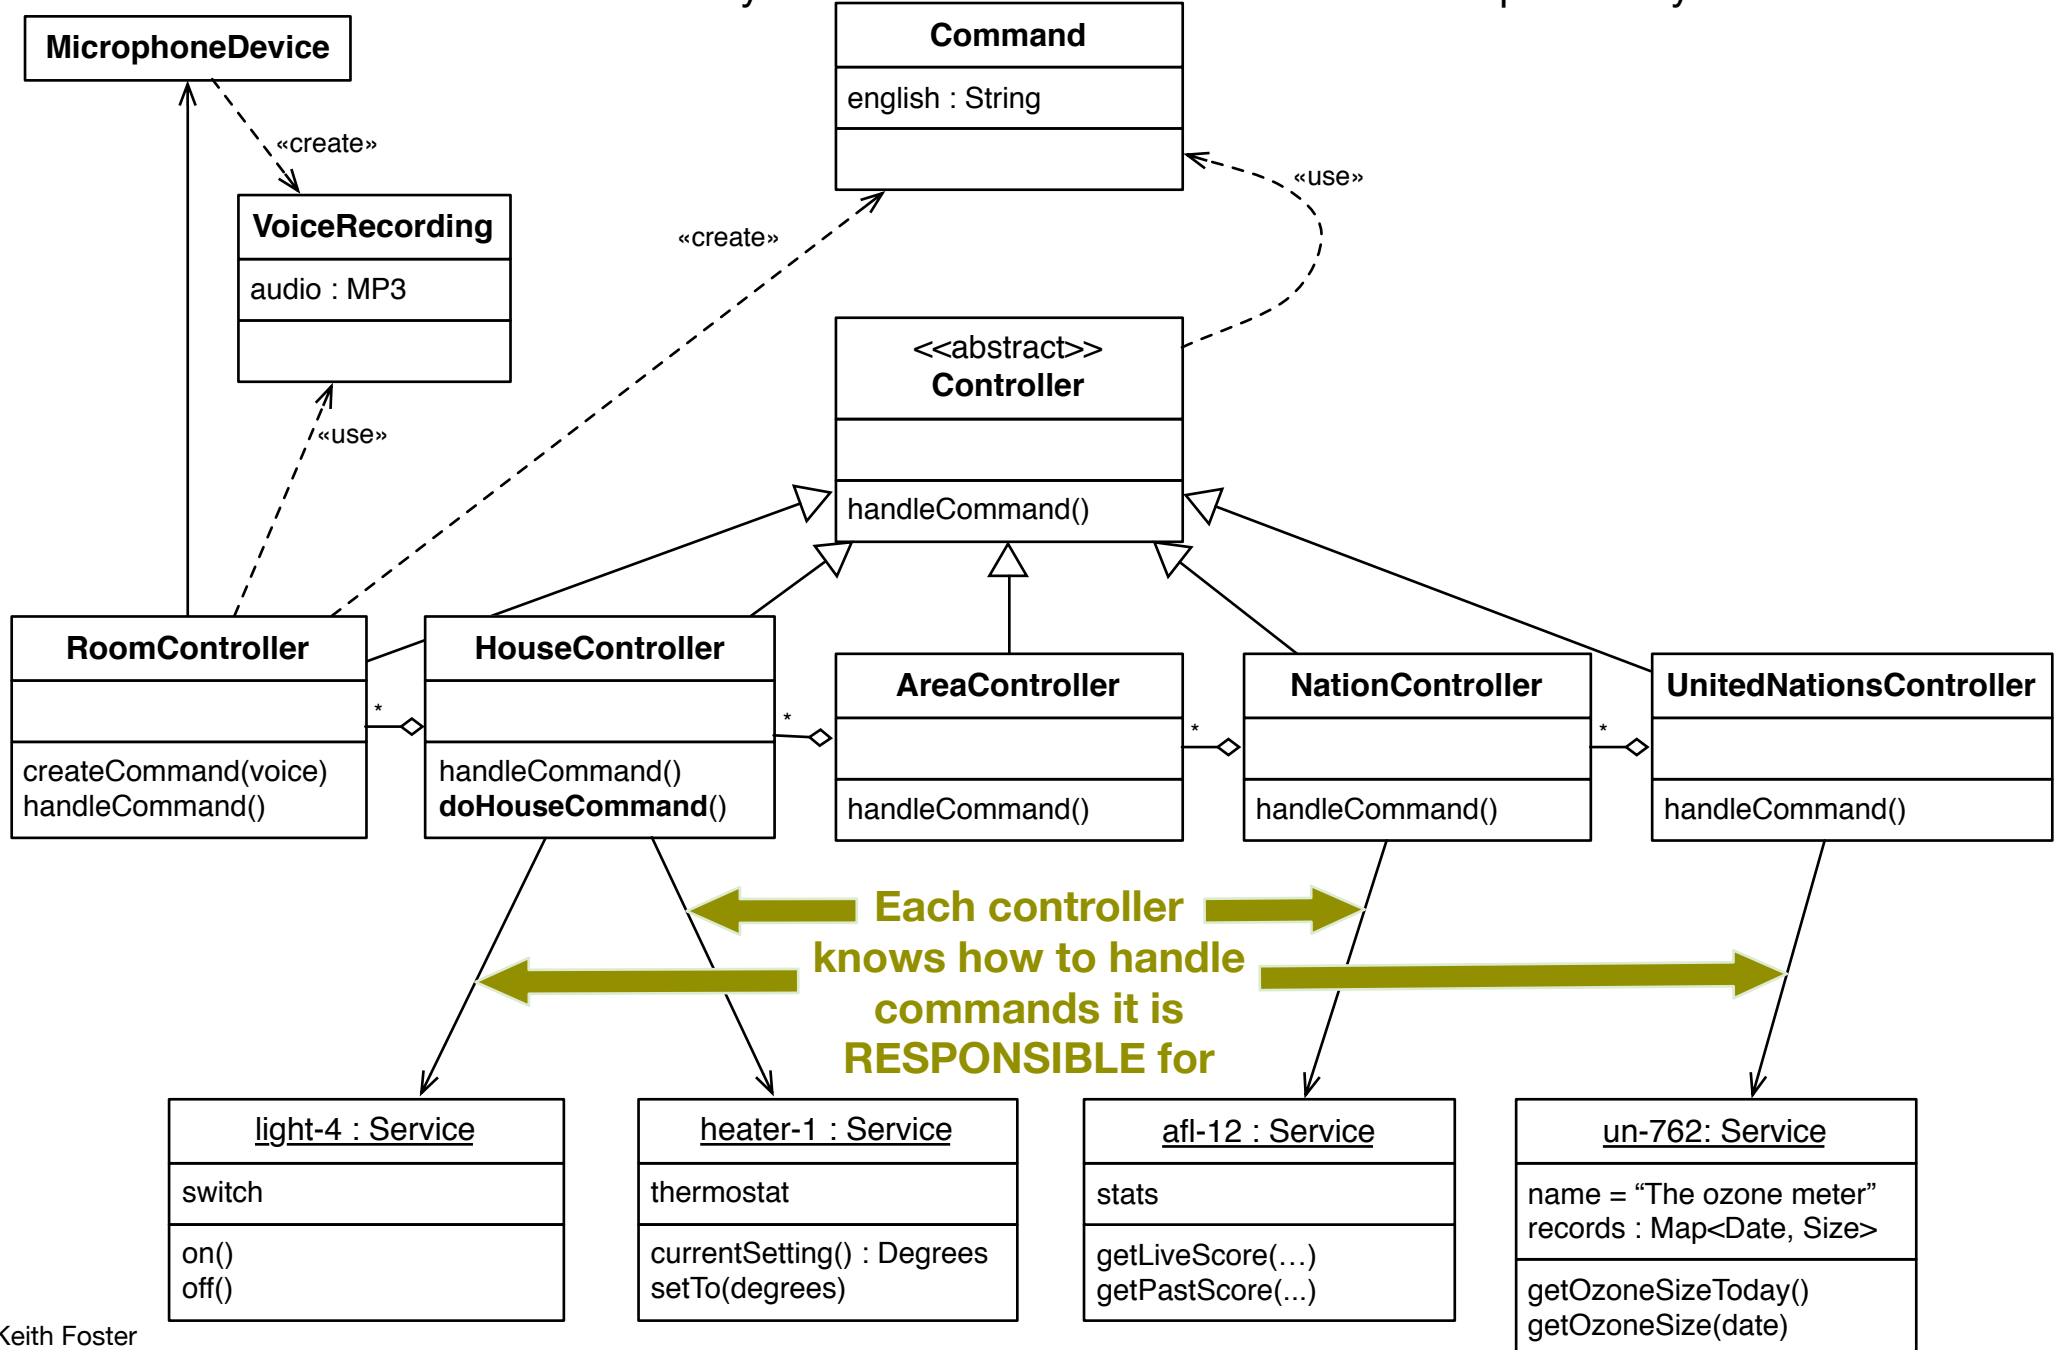 MicrophoneDevice
Command
english : String
«create»
«use»
VoiceRecording
audio : MP3
«create»
<<abstract>>
Controller
«use»
handleCommand()
RoomController
createCommand(voice)
handleCommand()
*
HouseController
handleCommand()
doHouseCommand()
*
AreaController
handleCommand()
*
NationController
handleCommand()
*
UnitedNationsController
handleCommand()
Each controller
knows how to handle
commands it is
RESPONSIBLE for
light-4 : Service
switch
on()
off()
heater-1 : Service
thermostat
currentSetting() : Degrees
setTo(degrees)
afl-12 : Service
stats
getLiveScore(…)
getPastScore(...)
un-762: Service
name = “The ozone meter”
records : Map<Date, Size>
getOzoneSizeToday()
getOzoneSize(date)
Keith Foster